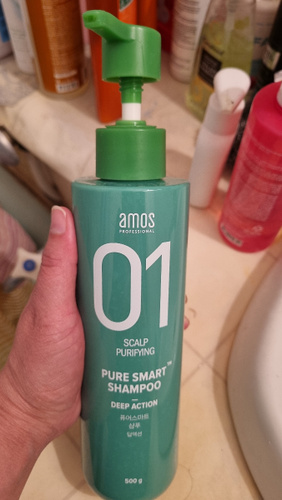 amos
PROFESSIONAL
01
SCALP
PURIFYING
PURE SMART™
SHAMPOO
DEEP ACTION
퓨어스마트
샴푸
딥액션
500 g